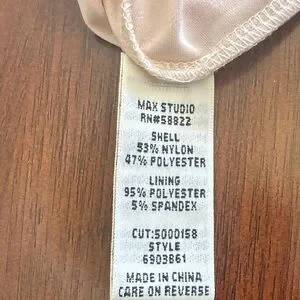 MAX STUDIO
RN#58822
SHELL
53% NYLON
47% POLYESTER
LINING
95% POLYESTER
5% SPANDEX
CUT:5000158
STYLE
6903B61
MADE IN CHINA
CARE ON REVERSE